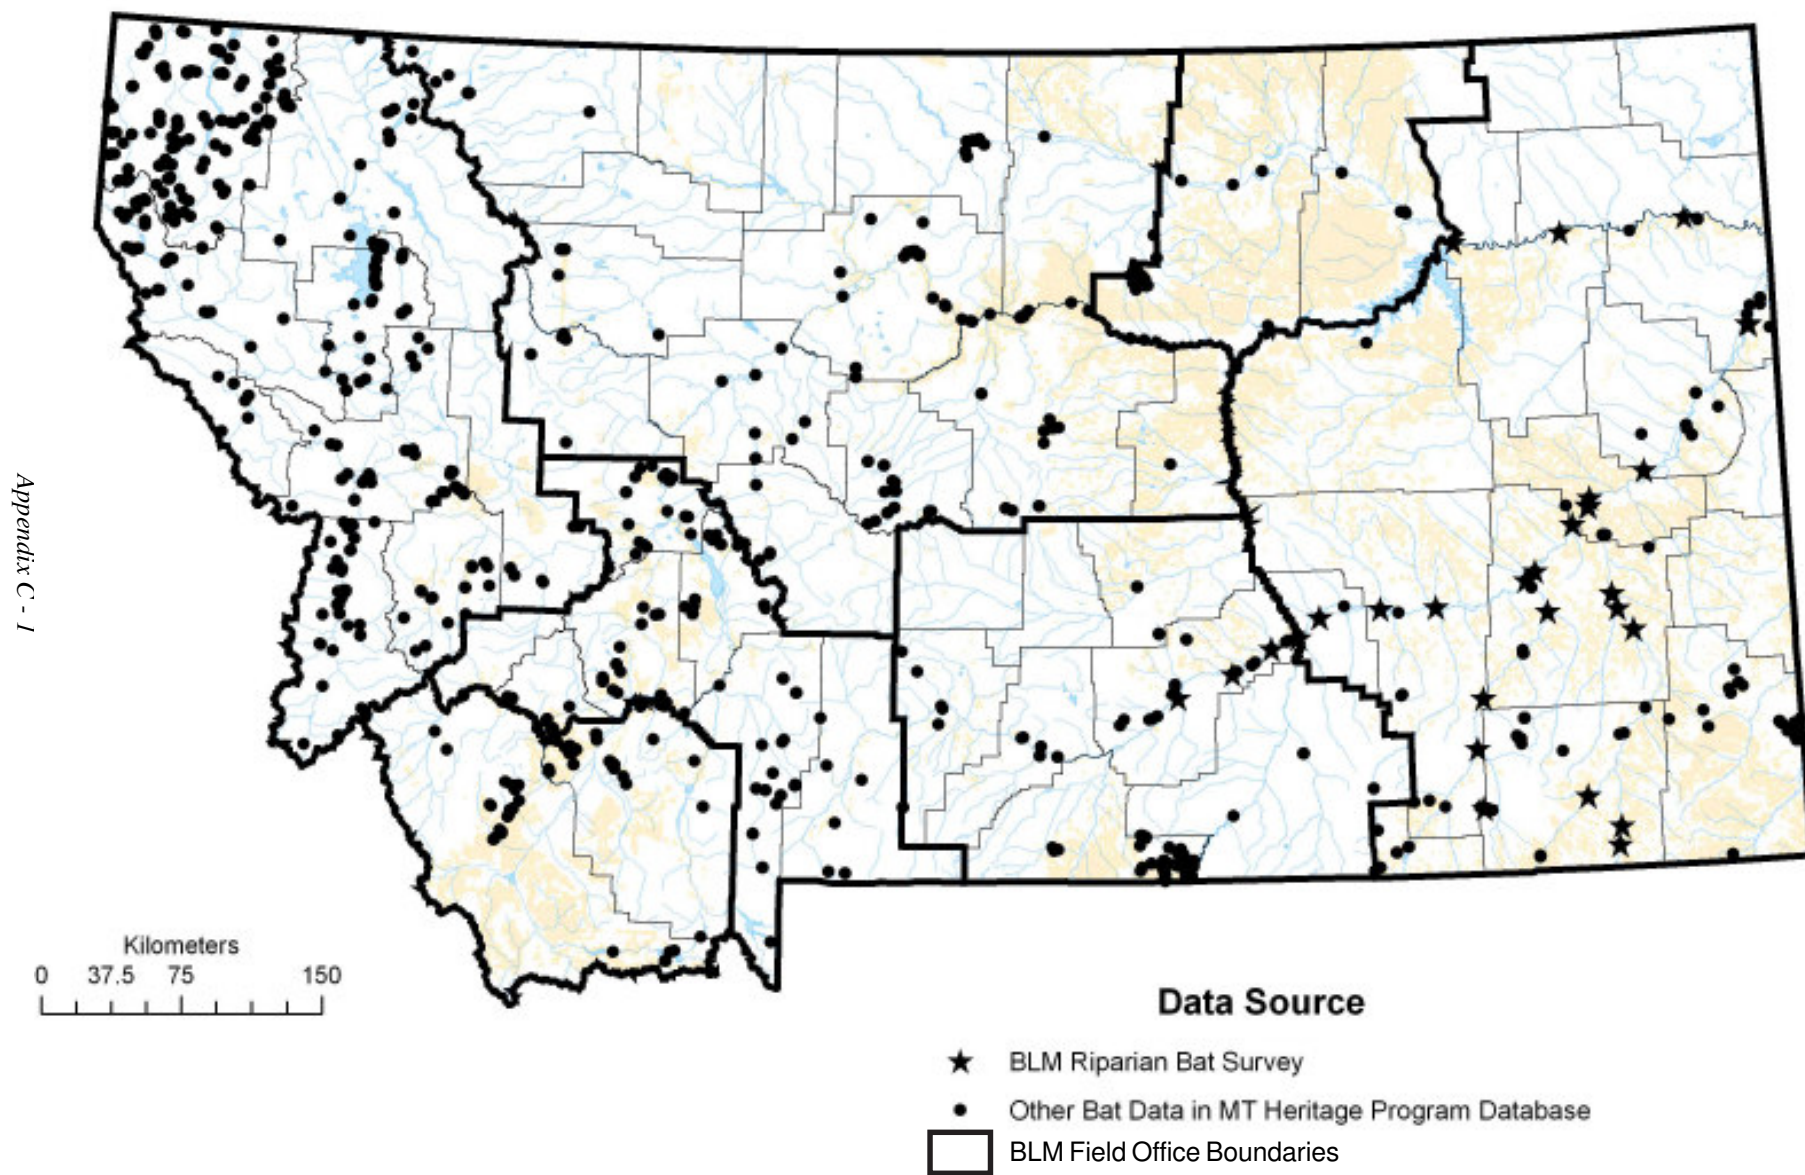 Appendix C - 1
Kilometers
0 37.5 75 150
Data Source
BLM Riparian Bat Survey
Other Bat Data in MT Heritage Program Database
BLM Field Office Boundaries